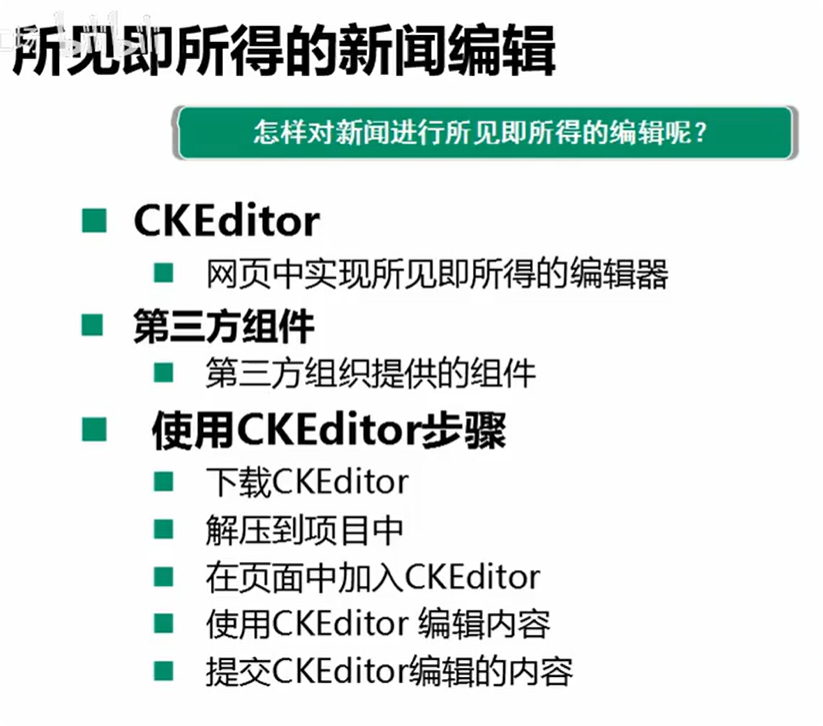 所见即所得的新闻编辑
怎样对新闻进行所见即所得的编辑呢？
CKEditor
网页中实现所见即所得的编辑器
第三方组件
第三方组织提供的组件
使用CKEditor步骤
下载CKEditor
解压到项目中
在页面中加入CKEditor
使用CKEditor 编辑内容
提交CKEditor编辑的内容